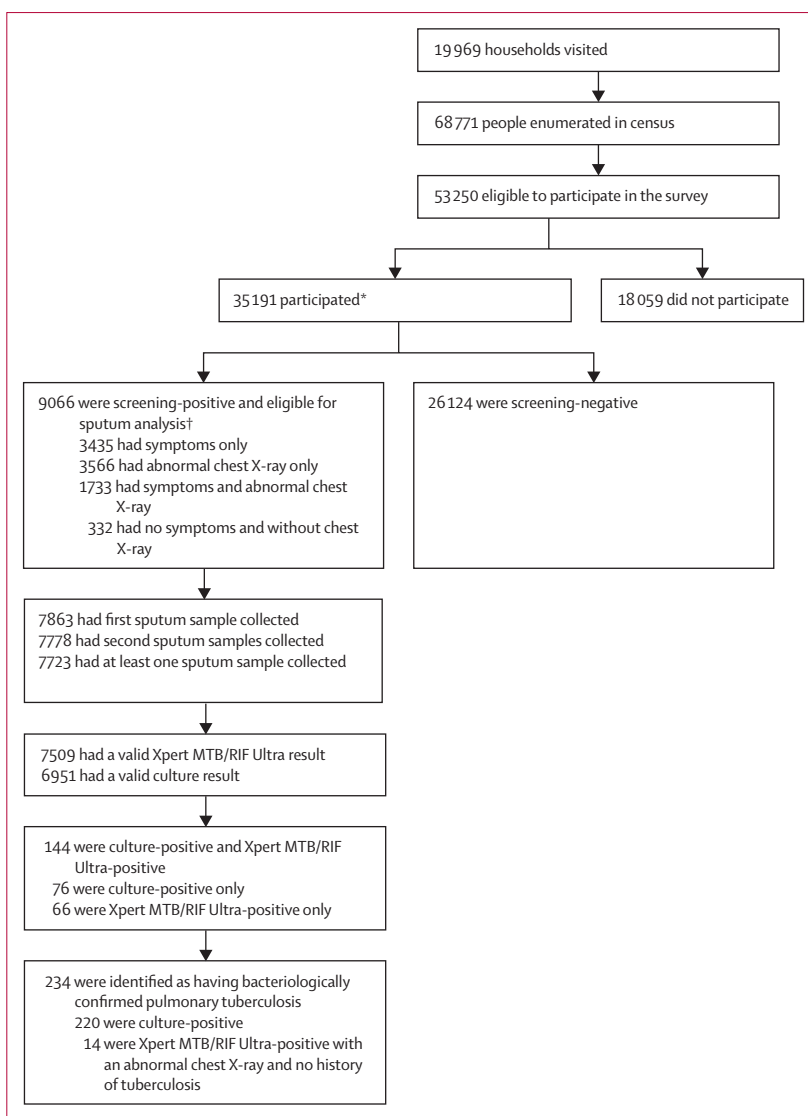 19 969 households visited
68 771 people enumerated in census
53 250 eligible to participate in the survey
35 191 participated*
18 059 did not participate
9066 were screening-positive and eligible for
sputum analysis†
3435 had symptoms only
3566 had abnormal chest X-ray only
1733 had symptoms and abnormal chest
X-ray
332 had no symptoms and without chest
X-ray
26 124 were screening-negative
7863 had first sputum sample collected
7778 had second sputum samples collected
7723 had at least one sputum sample collected
7509 had a valid Xpert MTB/RIF Ultra result
6951 had a valid culture result
144 were culture-positive and Xpert MTB/RIF
Ultra-positive
76 were culture-positive only
66 were Xpert MTB/RIF Ultra-positive only
234 were identified as having bacteriologically
confirmed pulmonary tuberculosis
220 were culture-positive
14 were Xpert MTB/RIF Ultra-positive with
an abnormal chest X-ray and no history
of tuberculosis